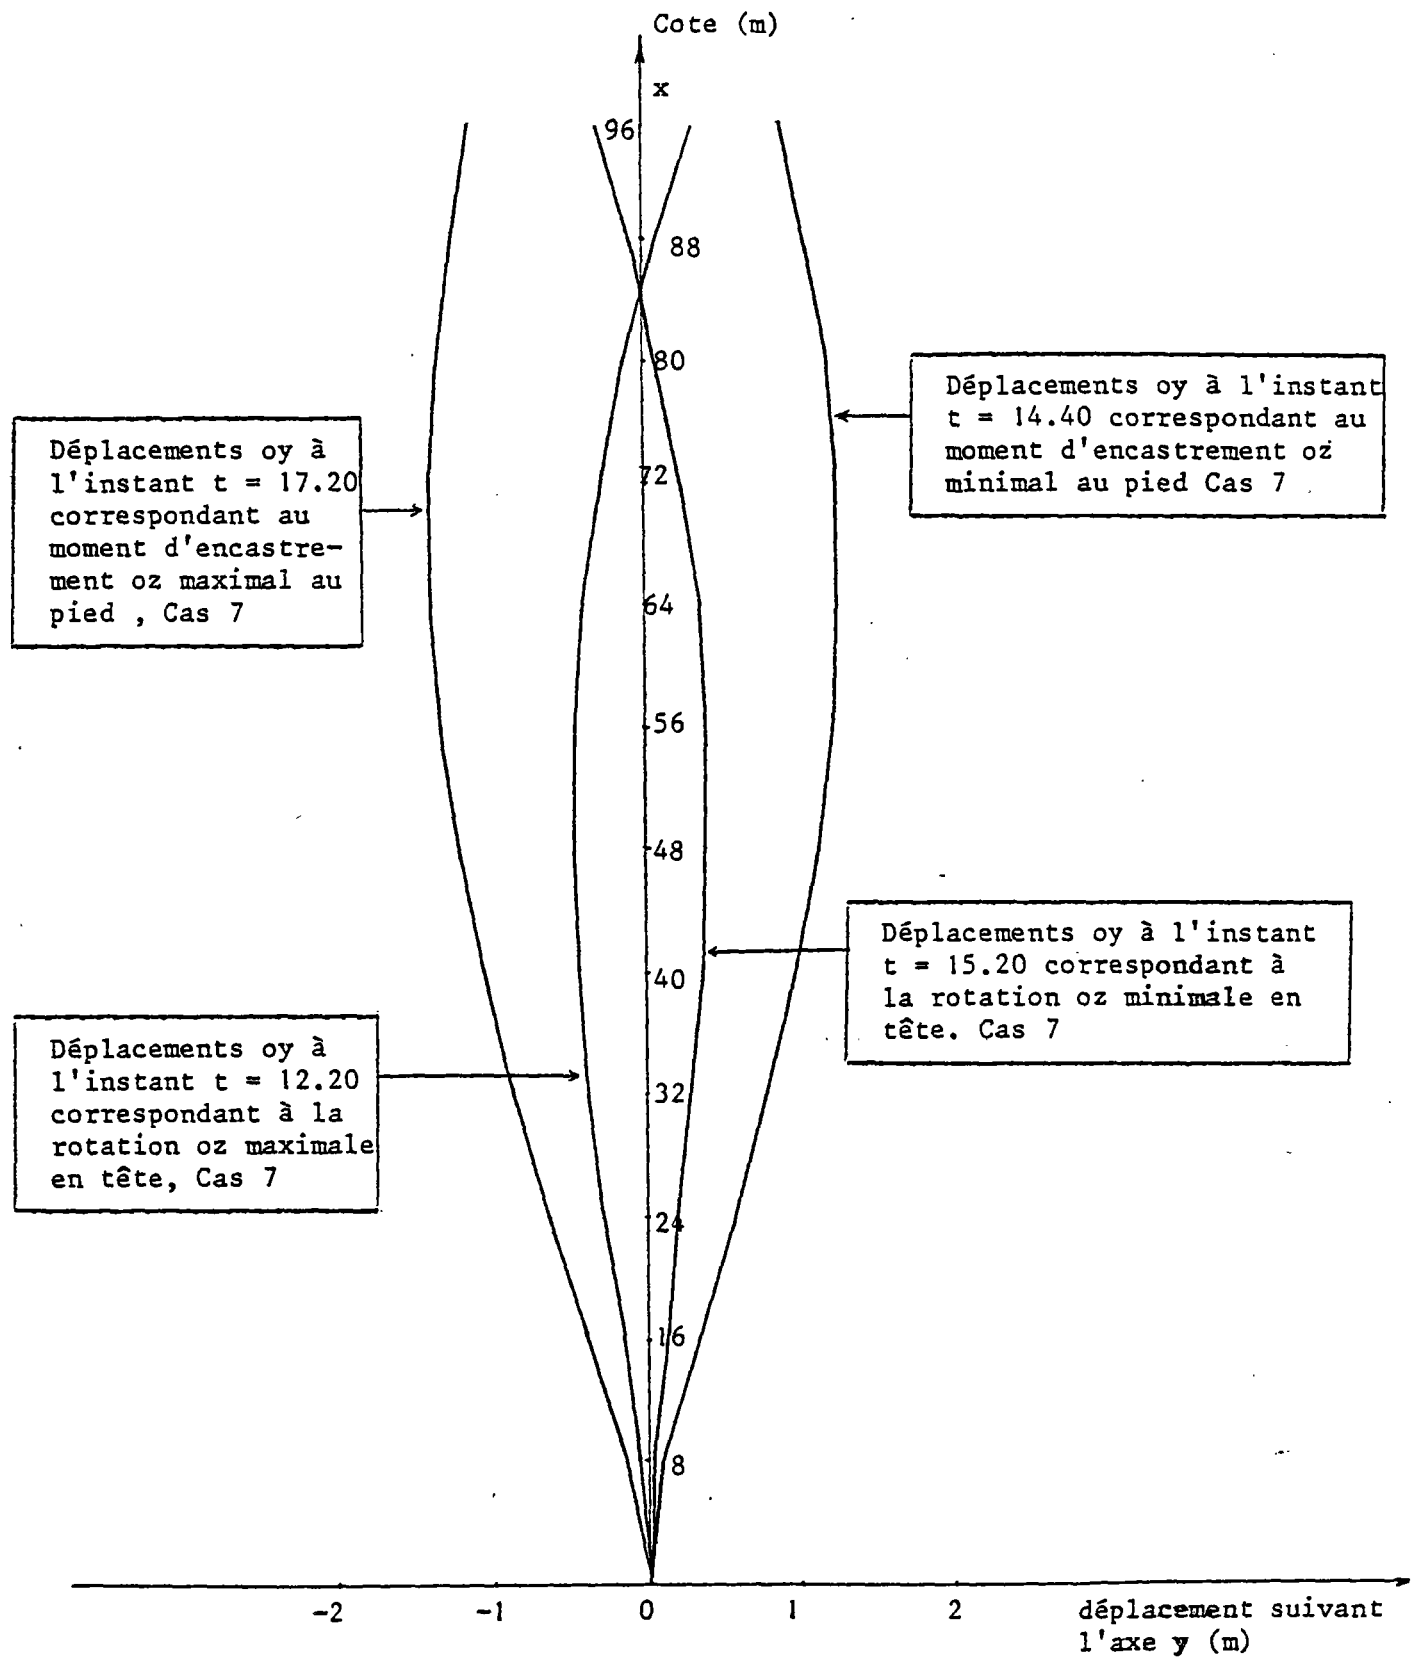 Cote (m)
x
96
88
80
72
64
56
48
40
32
24
16
8
Déplacements oy à l'instant
t = 14.40 correspondant au
moment d'encastrement oz
minimal au pied Cas 7
Déplacements oy à
l'instant t = 17.20
correspondant au
moment d'encastre-
ment oz maximal au
pied , Cas 7
Déplacements oy à l'instant
t = 15.20 correspondant à
la rotation oz minimale en
tête. Cas 7
Déplacements oy à
l'instant t = 12.20
correspondant à la
rotation oz maximale
en tête, Cas 7
-2 -1 0 1 2
déplacement suivant
l'axe y (m)